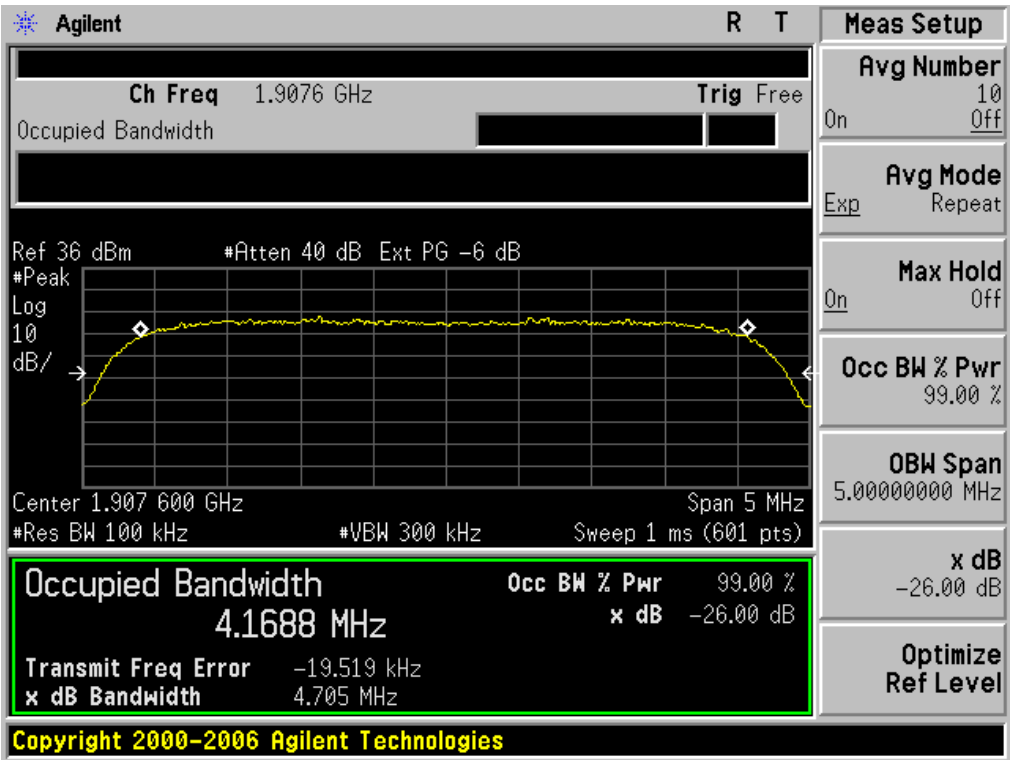 Agilent R T
Ch Freq 1.9076 GHz Trig Free
Occupied Bandwidth
Ref 36 dBm #Atten 40 dB Ext PG −6 dB
#Peak
Log
10
dB/
Center 1.907 600 GHz Span 5 MHz
#Res BW 100 kHz #VBW 300 kHz Sweep 1 ms (601 pts)
Occupied Bandwidth Occ BW % Pwr 99.00 %
4.1688 MHz x dB −26.00 dB
Transmit Freq Error −19.519 kHz
x dB Bandwidth 4.705 MHz
Copyright 2000−2006 Agilent Technologies
Meas Setup
Avg Number
10
On Off
Avg Mode
Exp Repeat
Max Hold
On Off
Occ BW % Pwr
99.00 %
OBW Span
5.00000000 MHz
x dB
−26.00 dB
Optimize
Ref Level